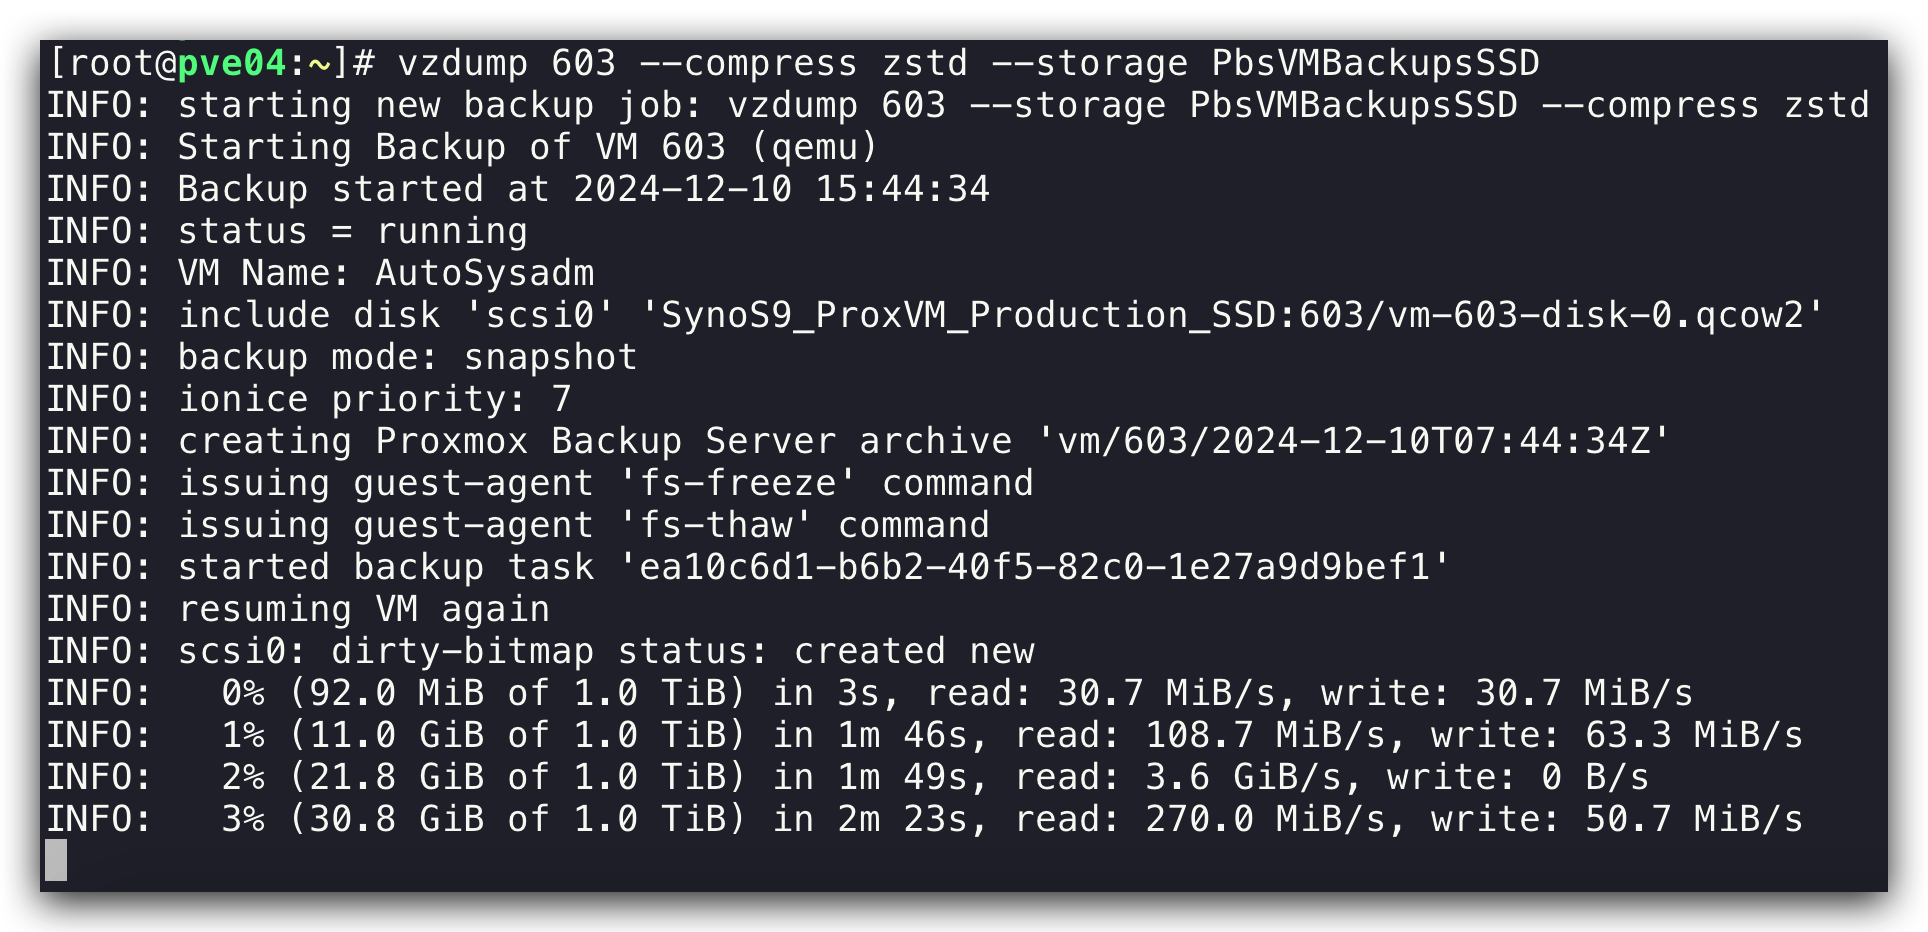 [root@pve04:~]# vzdump 603 --compress zstd --storage PbsVMBackupsSSD
INFO: starting new backup job: vzdump 603 --storage PbsVMBackupsSSD --compress zstd
INFO: Starting Backup of VM 603 (qemu)
INFO: Backup started at 2024-12-10 15:44:34
INFO: status = running
INFO: VM Name: AutoSysadm
INFO: include disk 'scsi0' 'SynoS9_ProxVM_Production_SSD:603/vm-603-disk-0.qcow2'
INFO: backup mode: snapshot
INFO: ionice priority: 7
INFO: creating Proxmox Backup Server archive 'vm/603/2024-12-10T07:44:34Z'
INFO: issuing guest-agent 'fs-freeze' command
INFO: issuing guest-agent 'fs-thaw' command
INFO: started backup task 'ea10c6d1-b6b2-40f5-82c0-1e27a9d9bef1'
INFO: resuming VM again
INFO: scsi0: dirty-bitmap status: created new
INFO:   0% (92.0 MiB of 1.0 TiB) in 3s, read: 30.7 MiB/s, write: 30.7 MiB/s
INFO:   1% (11.0 GiB of 1.0 TiB) in 1m 46s, read: 108.7 MiB/s, write: 63.3 MiB/s
INFO:   2% (21.8 GiB of 1.0 TiB) in 1m 49s, read: 3.6 GiB/s, write: 0 B/s
INFO:   3% (30.8 GiB of 1.0 TiB) in 2m 23s, read: 270.0 MiB/s, write: 50.7 MiB/s